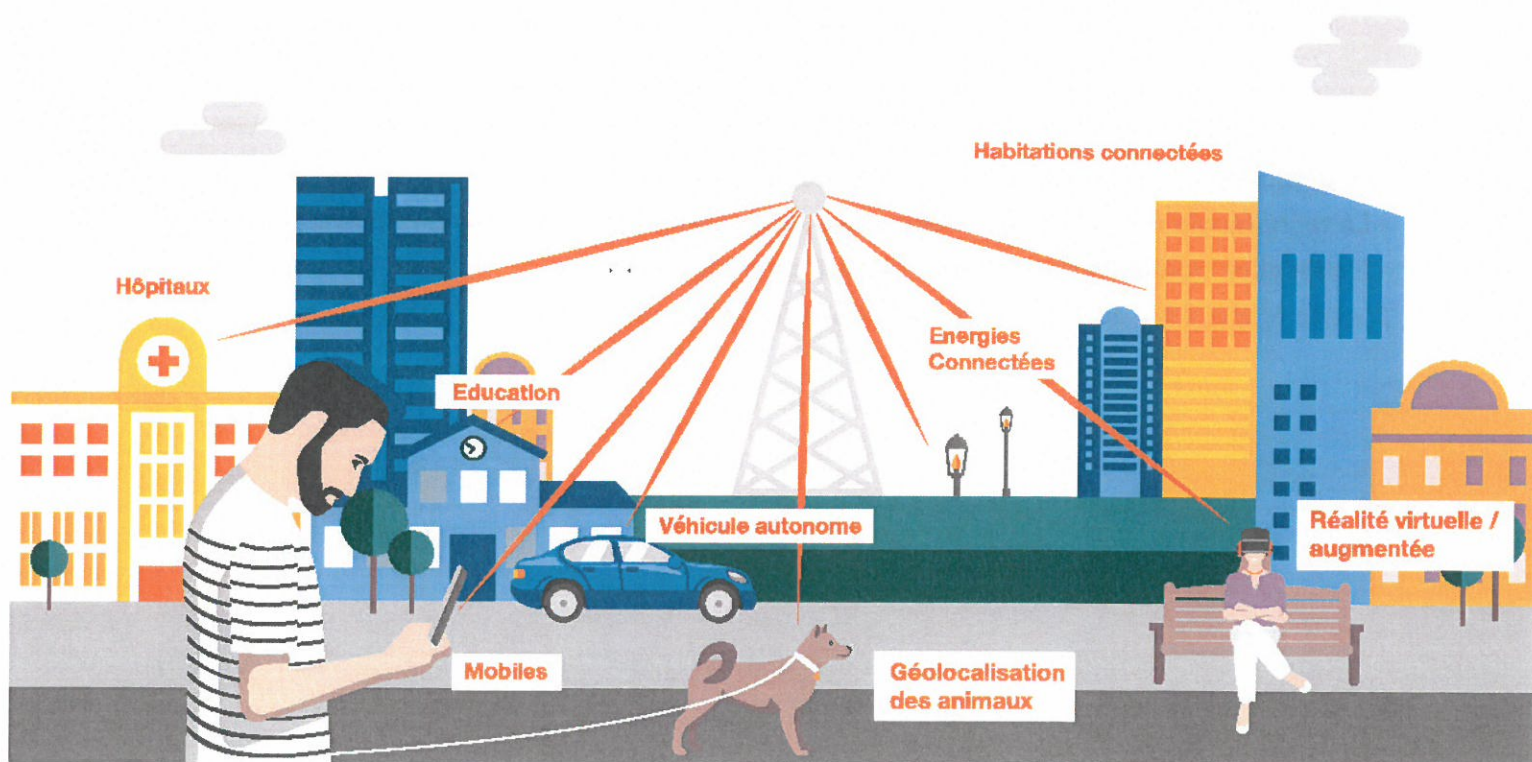 Habitations connectées
Hôpitaux
Energies
Connectées
Education
Véhicule autonome
Réalité virtuelle /
augmentée
Mobiles
Géolocalisation
des animaux